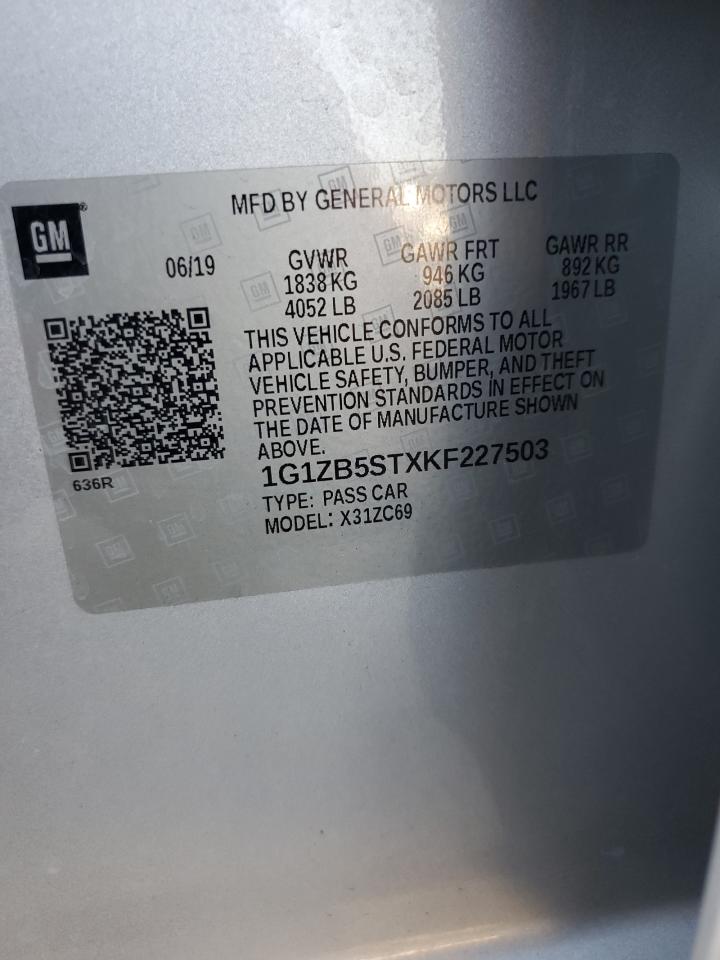 MFD BY GENERAL MOTORS LLC
GM®
06/19
GVWR
1838 KG
4052 LB
GAWR FRT
946 KG
2085 LB
GAWR RR
892 KG
1967 LB
THIS VEHICLE CONFORMS TO ALL
APPLICABLE U.S. FEDERAL MOTOR
VEHICLE SAFETY, BUMPER, AND THEFT
PREVENTION STANDARDS IN EFFECT ON
THE DATE OF MANUFACTURE SHOWN
ABOVE.
636R
1G1ZB5STXKF227503
TYPE: PASS CAR
MODEL: X31ZC69